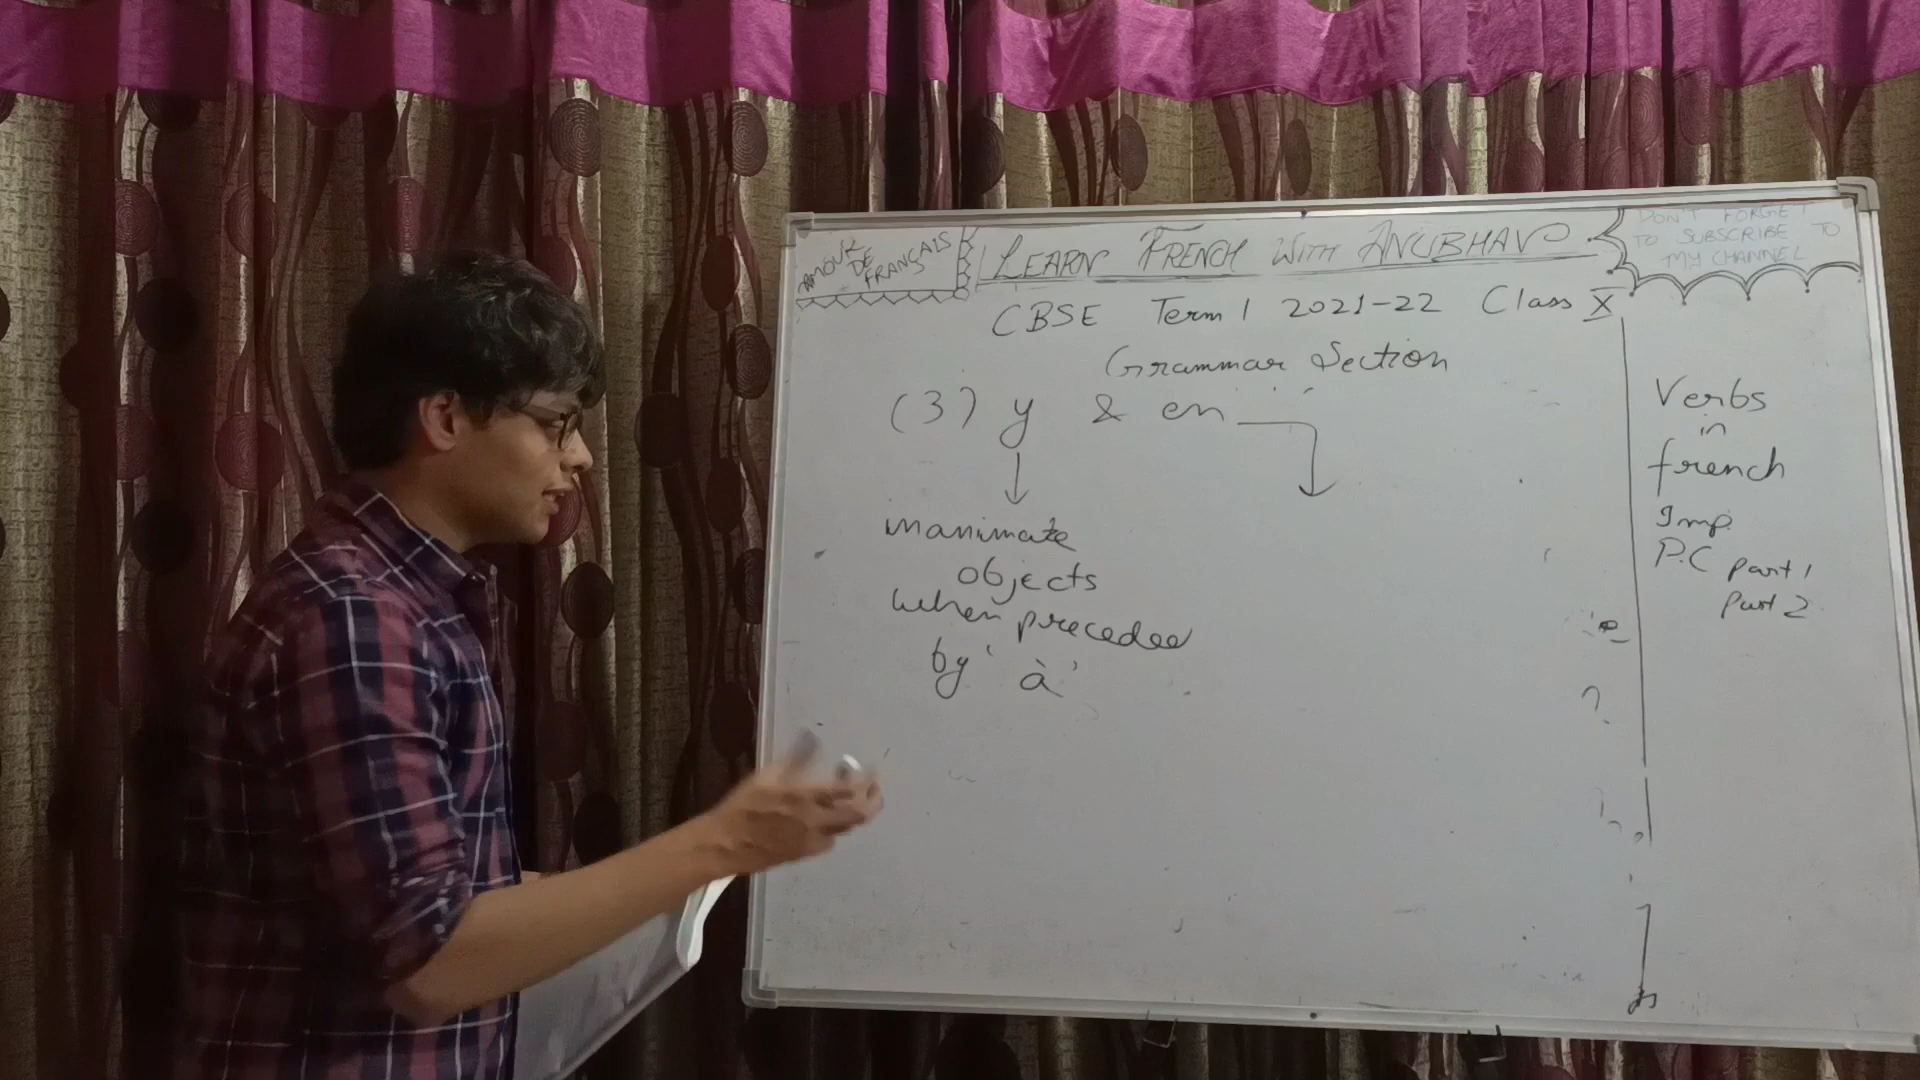 AMOUR
DE
FRANÇAIS
LEARN FRENCH WITH ANUBHAV
DON'T FORGET
TO SUBSCRIBE TO
MY CHANNEL
CBSE Term 1 2021-22 Class X
Grammar Section
(3) y & en
inanimate
objects
when preceded
by 'à'
Verbs
in
french
Imp.
P.C Part 1
Part 2